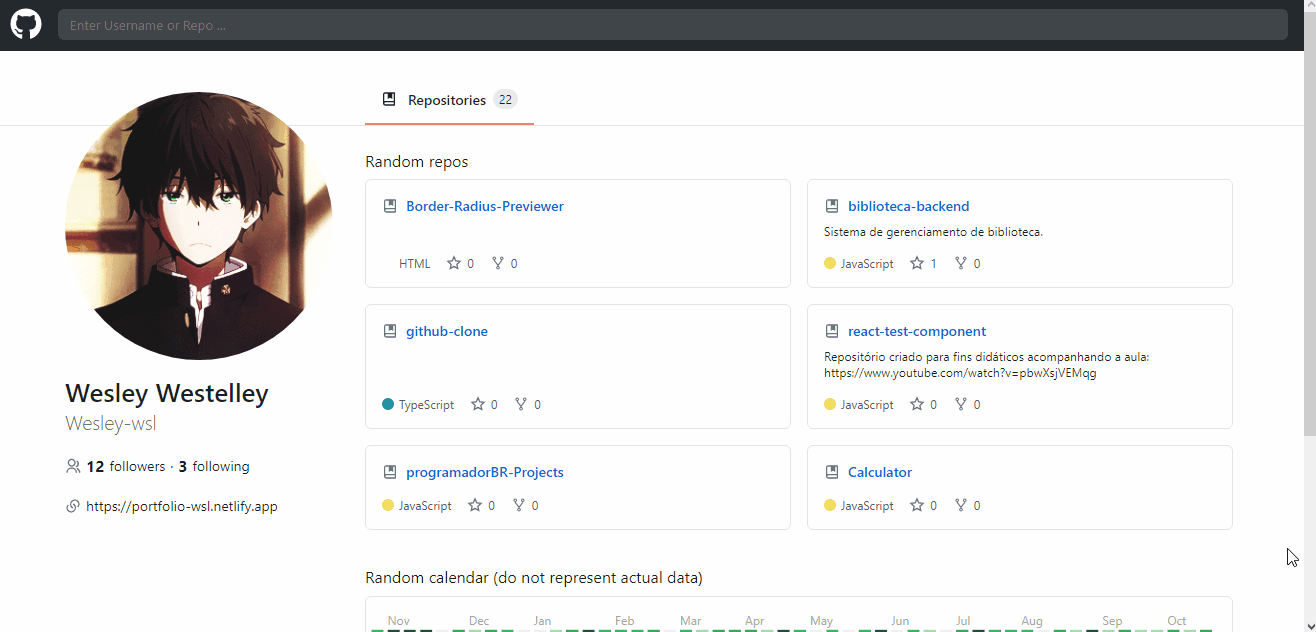 Enter Username or Repo ...
Repositories 22
Wesley Westelley
Wesley-wsl
12 followers · 3 following
https://portfolio-wsl.netlify.app
Random repos
Border-Radius-Previewer
HTML 0 0
biblioteca-backend
Sistema de gerenciamento de biblioteca.
JavaScript 1 0
github-clone
TypeScript 0 0
react-test-component
Repositório criado para fins didáticos acompanhando a aula:
https://www.youtube.com/watch?v=pbwXsjVEMqg
JavaScript 0 0
programadorBR-Projects
JavaScript 0 0
Calculator
JavaScript 0 0
Random calendar (do not represent actual data)
Nov Dec Jan Feb Mar Apr May Jun Jul Aug Sep Oct